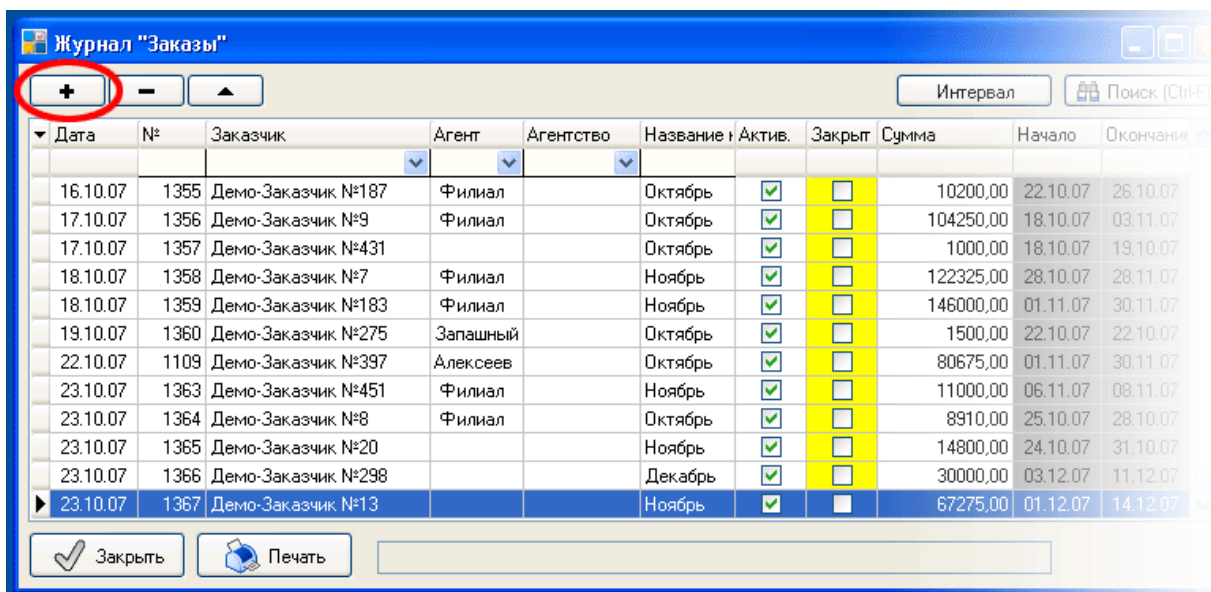 Журнал "Заказы"
+ − ▲ Интервал Поиск (Ctrl-F)
Дата № Заказчик Агент Агентство Название н Актив. Закрыт Сумма Начало Окончание
16.10.07 1355 Демо-Заказчик №187 Филиал Октябрь 10200,00 22.10.07 26.10.07
17.10.07 1356 Демо-Заказчик №9 Филиал Октябрь 104250,00 18.10.07 03.11.07
17.10.07 1357 Демо-Заказчик №431 Октябрь 1000,00 18.10.07 19.10.07
18.10.07 1358 Демо-Заказчик №7 Филиал Ноябрь 122325,00 28.10.07 28.11.07
18.10.07 1359 Демо-Заказчик №183 Филиал Ноябрь 146000,00 01.11.07 30.11.07
19.10.07 1360 Демо-Заказчик №275 Запашный Октябрь 1500,00 22.10.07 22.10.07
22.10.07 1109 Демо-Заказчик №397 Алексеев Октябрь 80675,00 01.11.07 30.11.07
23.10.07 1363 Демо-Заказчик №451 Филиал Ноябрь 11000,00 06.11.07 08.11.07
23.10.07 1364 Демо-Заказчик №8 Филиал Октябрь 8910,00 25.10.07 28.10.07
23.10.07 1365 Демо-Заказчик №20 Ноябрь 14800,00 24.10.07 31.10.07
23.10.07 1366 Демо-Заказчик №298 Декабрь 30000,00 03.12.07 11.12.07
23.10.07 1367 Демо-Заказчик №13 Ноябрь 67275,00 01.12.07 14.12.07
Закрыть Печать